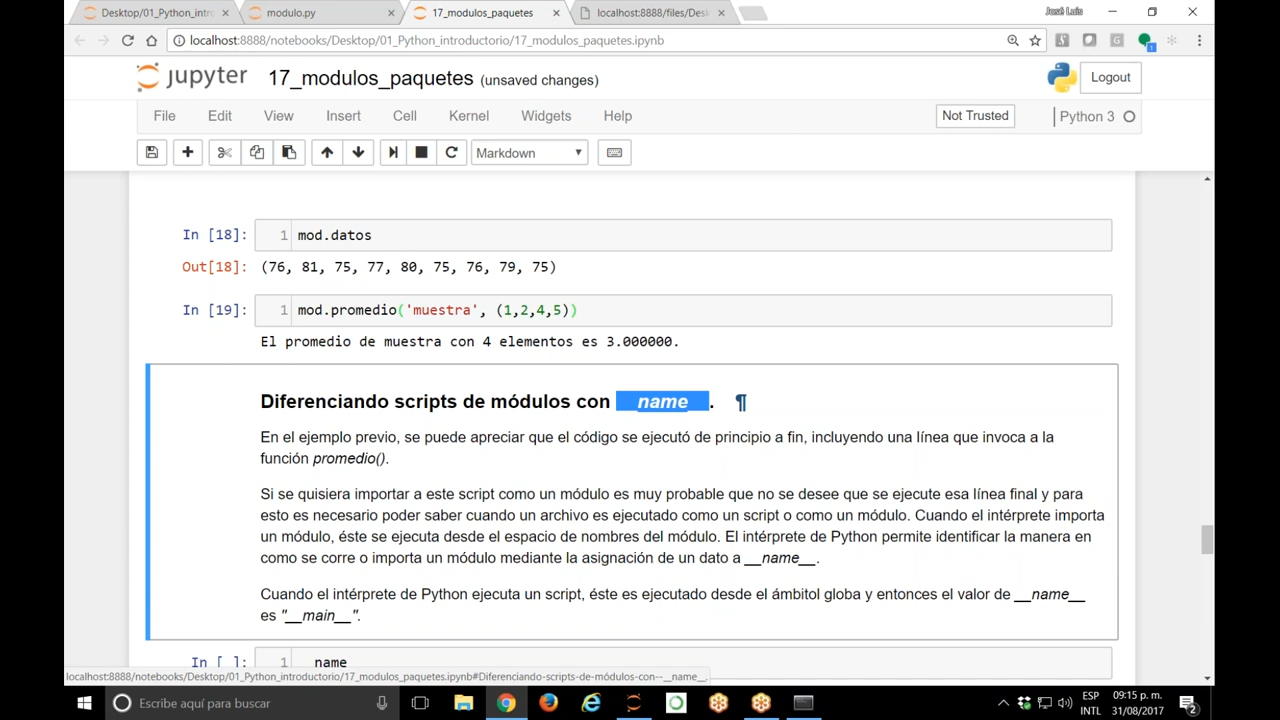 Desktop/01_Python_intro
modulo.py
17_modulos_paquetes
localhost:8888/files/Desk
José Luis
localhost:8888/notebooks/Desktop/01_Python_introductorio/17_modulos_paquetes.ipynb
jupyter 17_modulos_paquetes (unsaved changes)
Logout
File Edit View Insert Cell Kernel Widgets Help
Not Trusted
Python 3
Markdown
In [18]: 1 mod.datos
Out[18]: (76, 81, 75, 77, 80, 75, 76, 79, 75)
In [19]: 1 mod.promedio('muestra', (1,2,4,5))
El promedio de muestra con 4 elementos es 3.000000.
Diferenciando scripts de módulos con __name__. ¶
En el ejemplo previo, se puede apreciar que el código se ejecutó de principio a fin, incluyendo una línea que invoca a la
función promedio().
Si se quisiera importar a este script como un módulo es muy probable que no se desee que se ejecute esa línea final y para
esto es necesario poder saber cuando un archivo es ejecutado como un script o como un módulo. Cuando el intérprete importa
un módulo, éste se ejecuta desde el espacio de nombres del módulo. El intérprete de Python permite identificar la manera en
como se corre o importa un módulo mediante la asignación de un dato a __name__.
Cuando el intérprete de Python ejecuta un script, éste es ejecutado desde el ámbitol globa y entonces el valor de __name__
es "__main__".
In [ ]: 1 __name__
localhost:8888/notebooks/Desktop/01_Python_introductorio/17_modulos_paquetes.ipynb#Diferenciando-scripts-de-módulos-con--__name__.
Escribe aquí para buscar
ESP
INTL
09:15 p. m.
31/08/2017
2